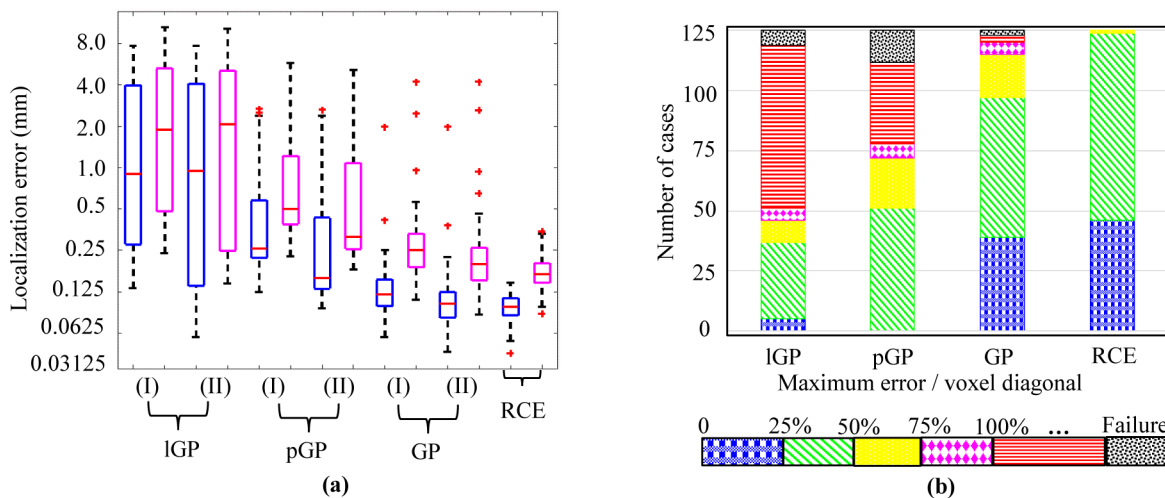 Localization error (mm)
8.0
4.0
2.0
1.0
0.5
0.25
0.125
0.0625
0.03125
(I) (II) (I) (II) (I) (II)
lGP pGP GP RCE
(a)
Number of cases
125
100
75
50
25
0
lGP pGP GP RCE
Maximum error / voxel diagonal
0 25% 50% 75% 100% ... Failure
(b)